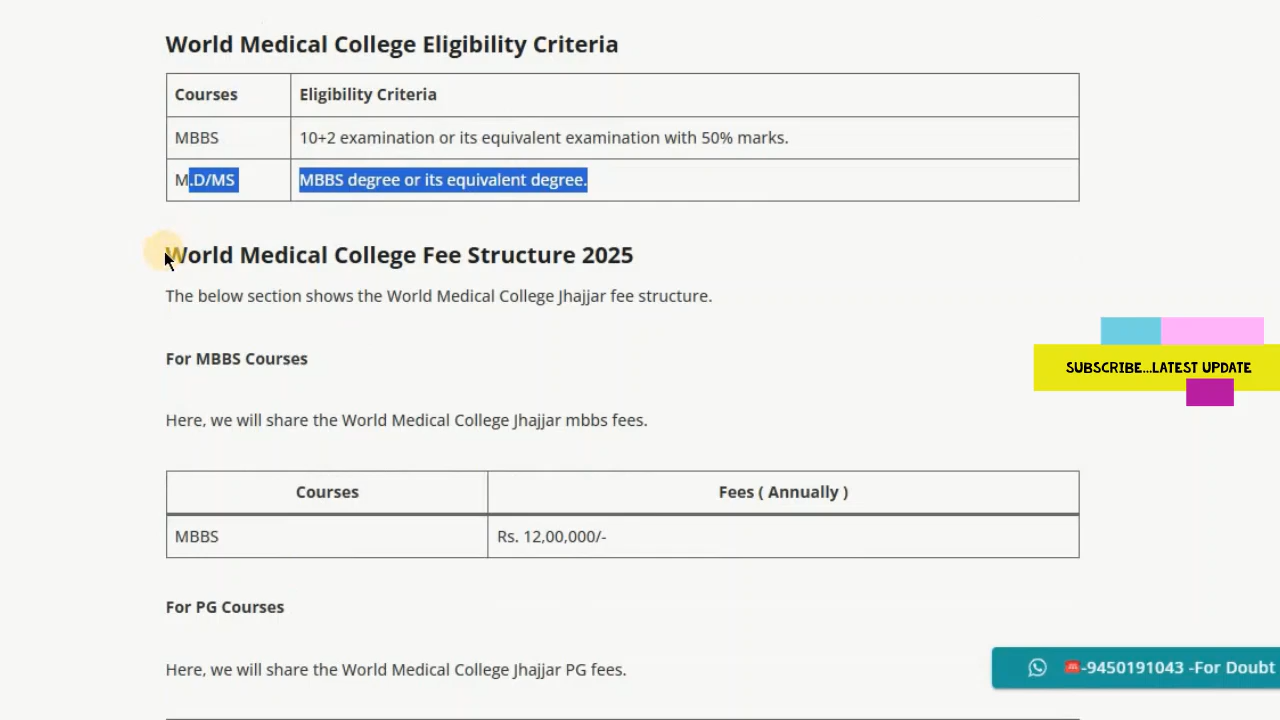 World Medical College Eligibility Criteria
Courses Eligibility Criteria
MBBS 10+2 examination or its equivalent examination with 50% marks.
M.D/MS MBBS degree or its equivalent degree.
World Medical College Fee Structure 2025
The below section shows the World Medical College Jhajjar fee structure.
For MBBS Courses
SUBSCRIBE...LATEST UPDATE
Here, we will share the World Medical College Jhajjar mbbs fees.
Courses Fees ( Annually )
MBBS Rs. 12,00,000/-
For PG Courses
Here, we will share the World Medical College Jhajjar PG fees.
-9450191043 -For Doubt